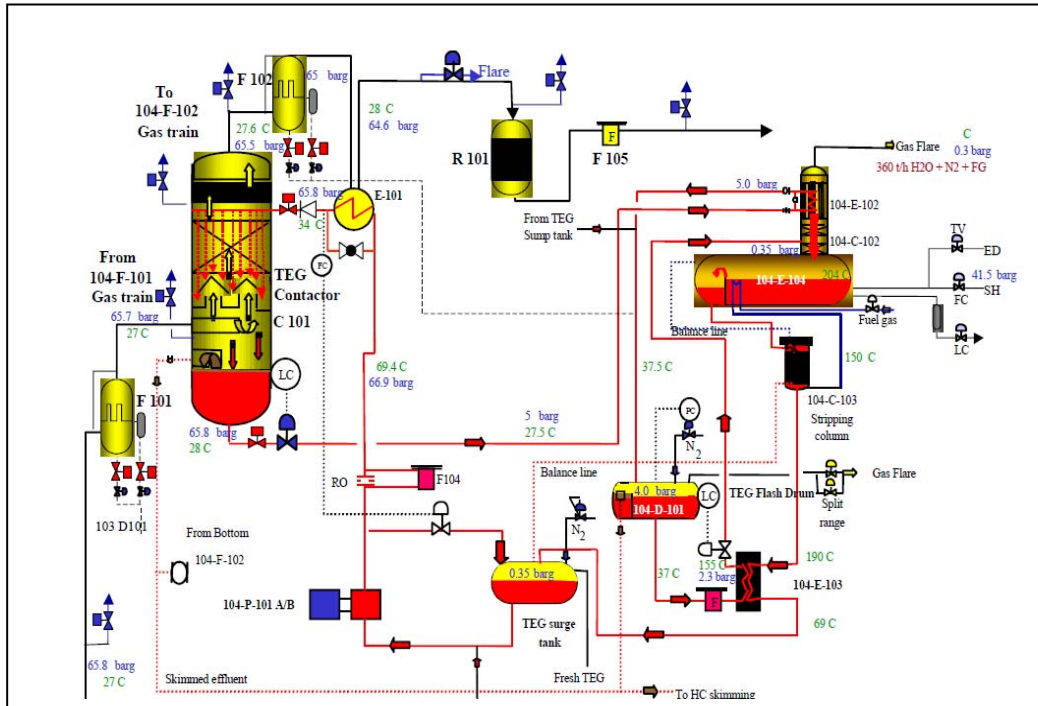 F 102
65 barg
To
104-F-102
Gas train
27.6 C
65.5 barg
Flare
28 C
64.6 barg
R 101
F
F 105
C
Gas Flare
0.3 barg
360 t/h H2O + N2 + FG
5.0 barg
104-E-102
104-C-102
0.35 barg
204 C
104-E-104
TV
ED
41.5 barg
FC
SH
Fuel gas
LC
65.8 barg
E-101
34 C
FC
From TEG
Sump tank
From
104-F-101
Gas train
65.7 barg
27 C
TEG
Contactor
C 101
LC
F 101
65.8 barg
28 C
69.4 C
66.9 barg
5 barg
27.5 C
37.5 C
Balance line
150 C
104-C-103
Stripping
column
PC
N2
Balance line
RO
F104
TEG Flash Drum
4.0 barg
104-D-101
LC
Gas Flare
Split
range
103 D101
From Bottom
104-F-102
N2
0.35 barg
TEG surge
tank
37 C
155 C
2.3 barg
F
190 C
104-E-103
69 C
104-P-101 A/B
Fresh TEG
65.8 barg
27 C
Skimmed effluent
To HC skimming